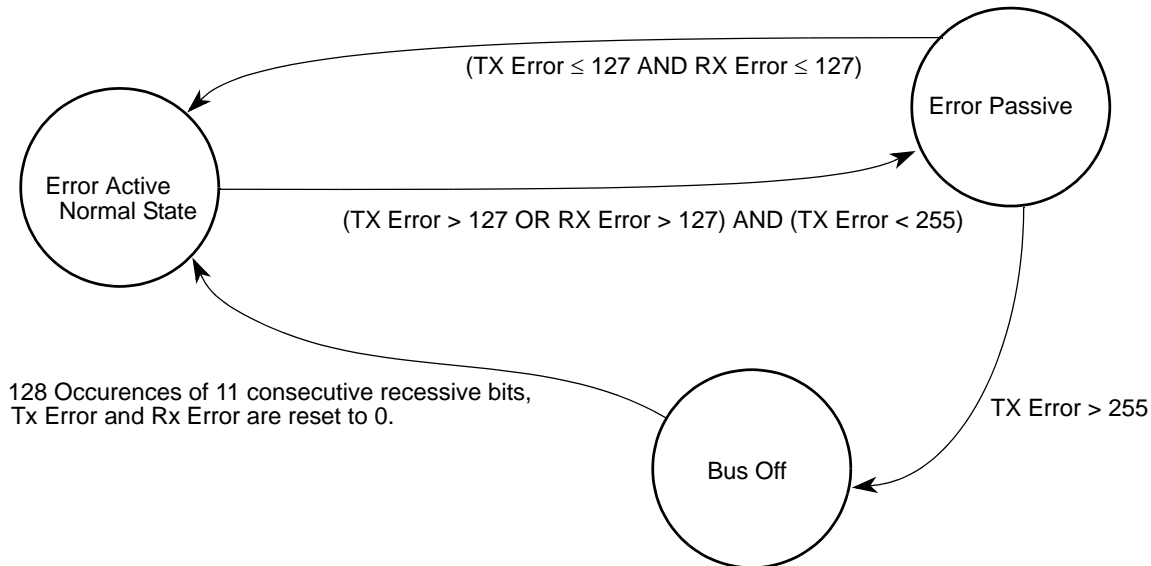 (TX Error ≤ 127 AND RX Error ≤ 127)
Error Passive
Error Active
Normal State
(TX Error > 127 OR RX Error > 127) AND (TX Error < 255)
128 Occurences of 11 consecutive recessive bits,
Tx Error and Rx Error are reset to 0.
TX Error > 255
Bus Off